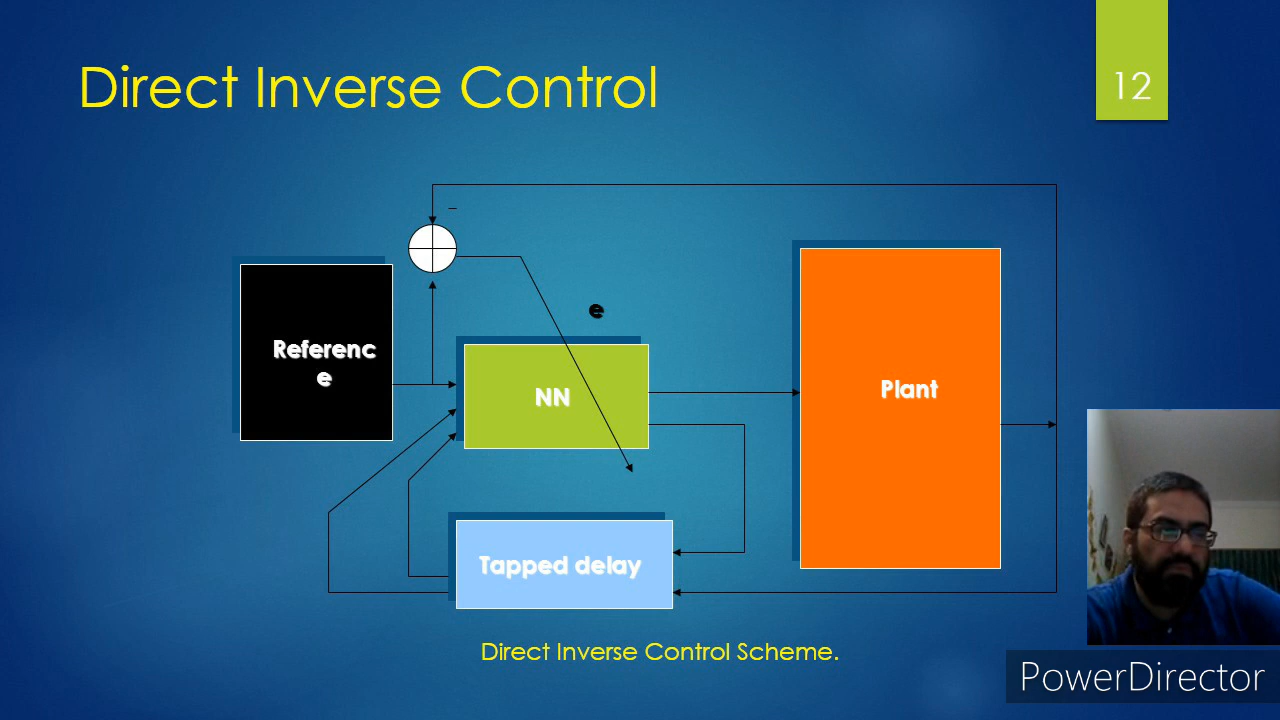 Direct Inverse Control
12
–
Referenc
e
e
NN
Plant
Tapped delay
Direct Inverse Control Scheme.
PowerDirector